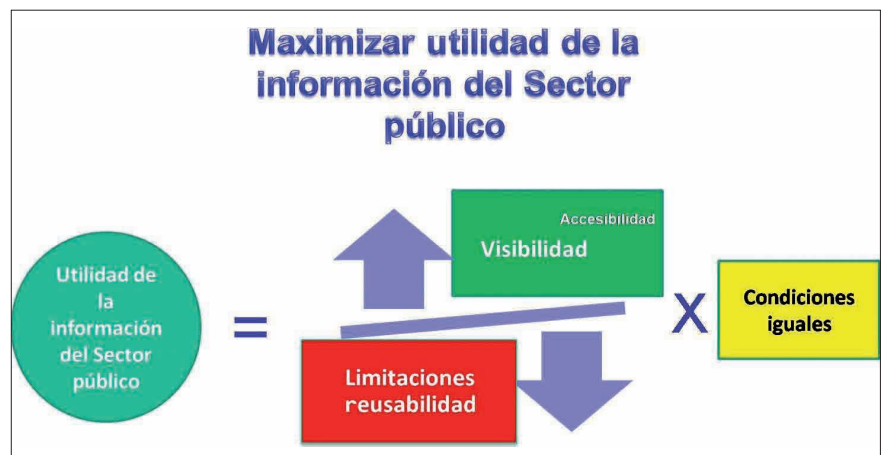 Maximizar utilidad de la
información del Sector
público
Utilidad de
la
información
del Sector
público
=
Accesibilidad
Visibilidad
Limitaciones
reusabilidad
X
Condiciones
iguales